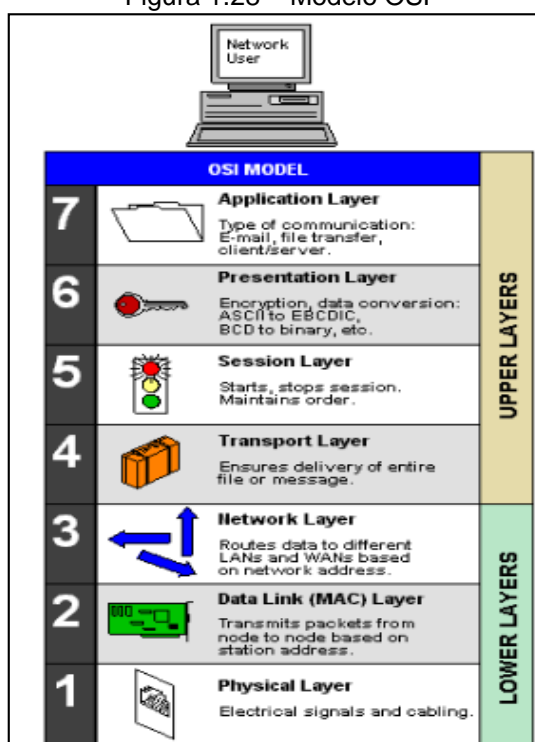 Figura 1.28 – Modelo OSI
Network
User
OSI MODEL
7
Application Layer
Type of communication:
E-mail, file transfer,
client/server.
6
Presentation Layer
Encryption, data conversion:
ASCII to EBCDIC,
BCD to binary, etc.
5
Session Layer
Starts, stops session.
Maintains order.
4
Transport Layer
Ensures delivery of entire
file or message.
UPPER LAYERS
3
Network Layer
Routes data to different
LANs and WANs based
on network address.
2
Data Link (MAC) Layer
Transmits packets from
node to node based on
station address.
1
Physical Layer
Electrical signals and cabling.
LOWER LAYERS